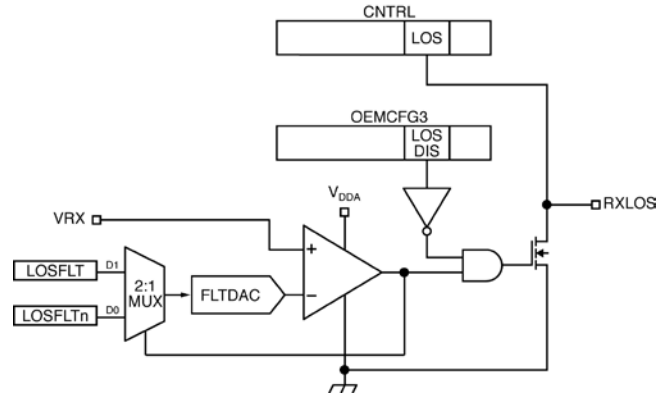 CNTRL
LOS
OEMCFG3
LOS
DIS
VDDA
VRX
RXLOS
+
LOSFLT
D1
2:1
MUX
FLTDAC
−
LOSFLTn
D0